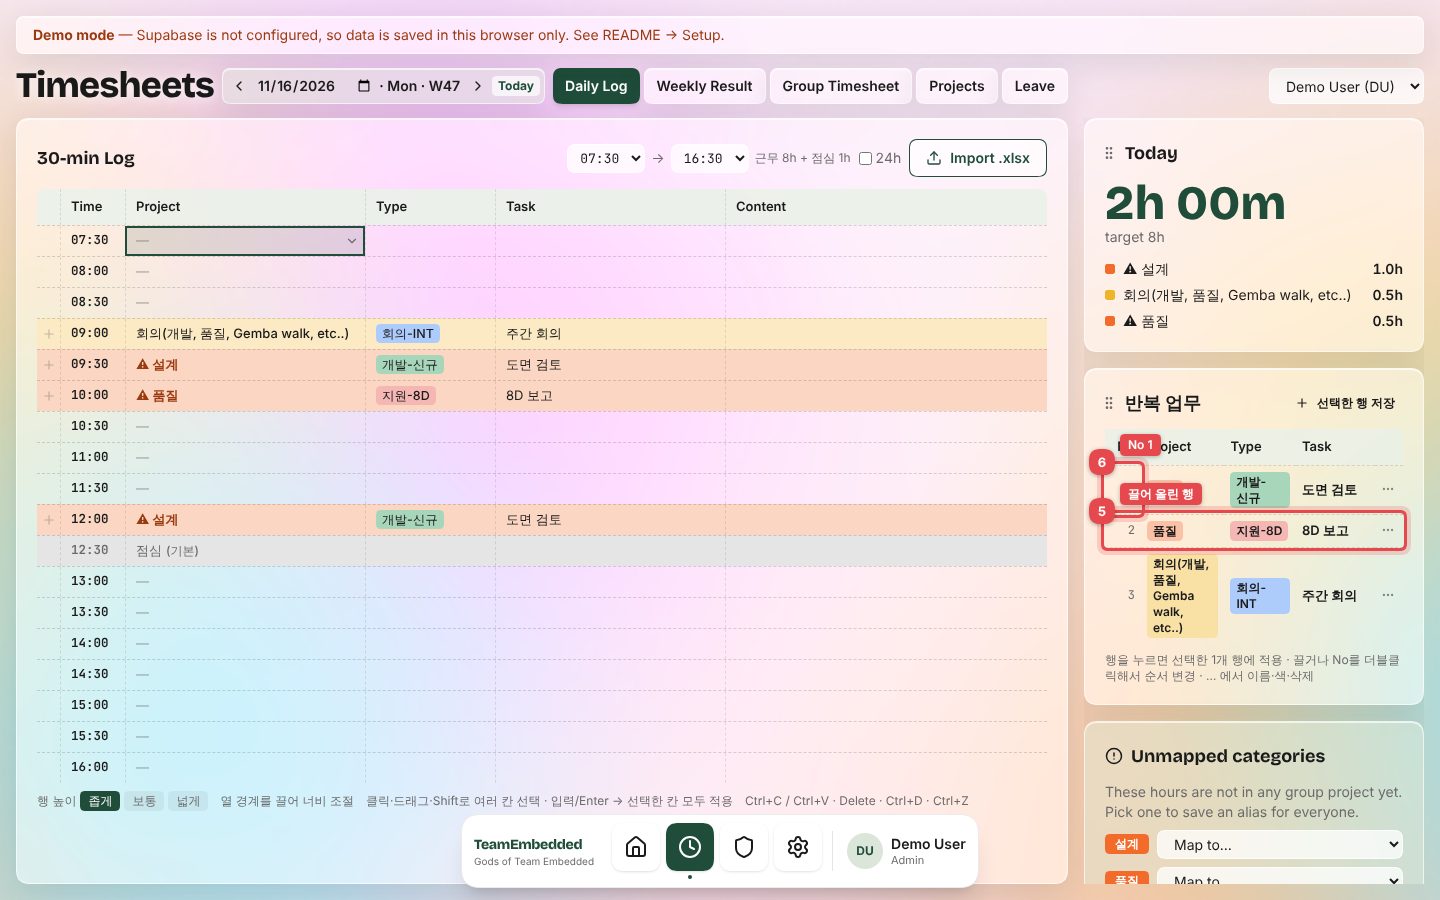 Demo mode — Supabase is not configured, so data is saved in this browser only. See README → Setup.
Timesheets
11/16/2026 · Mon · W47 Today
Daily Log Weekly Result Group Timesheet Projects Leave
Demo User (DU)
30-min Log
07:30 → 16:30 근무 8h + 점심 1h 24h Import .xlsx
Time Project Type Task Content
07:30 —
08:00 —
08:30 —
+ 09:00 회의(개발, 품질, Gemba walk, etc..) 회의-INT 주간 회의
+ 09:30 ⚠ 설계 개발-신규 도면 검토
+ 10:00 ⚠ 품질 지원-8D 8D 보고
10:30 —
11:00 —
11:30 —
+ 12:00 ⚠ 설계 개발-신규 도면 검토
12:30 점심 (기본)
13:00 —
13:30 —
14:00 —
14:30 —
15:00 —
15:30 —
16:00 —
행 높이 좁게 보통 넓게 열 경계를 끌어 너비 조절 클릭·드래그·Shift로 여러 칸 선택 · 입력/Enter → 선택한 칸 모두 적용 Ctrl+C / Ctrl+V · Delete · Ctrl+D · Ctrl+Z
Today
2h 00m
target 8h
⚠ 설계 1.0h
회의(개발, 품질, Gemba walk, etc..) 0.5h
⚠ 품질 0.5h
반복 업무 + 선택한 행 저장
No 1 oject Type Task
6
개발-
신규
도면 검토 ...
끌어 올린 행
5
2 품질 지원-8D 8D 보고 ...
3
회의(개발,
품질,
Gemba
walk,
etc..)
회의-
INT
주간 회의 ...
행을 누르면 선택한 1개 행에 적용 · 끌거나 No를 더블클
릭해서 순서 변경 · ... 에서 이름·색·삭제
Unmapped categories
These hours are not in any group project yet.
Pick one to save an alias for everyone.
설계 Map to...
품질 Map to
TeamEmbedded
Gods of Team Embedded
DU
Demo User
Admin